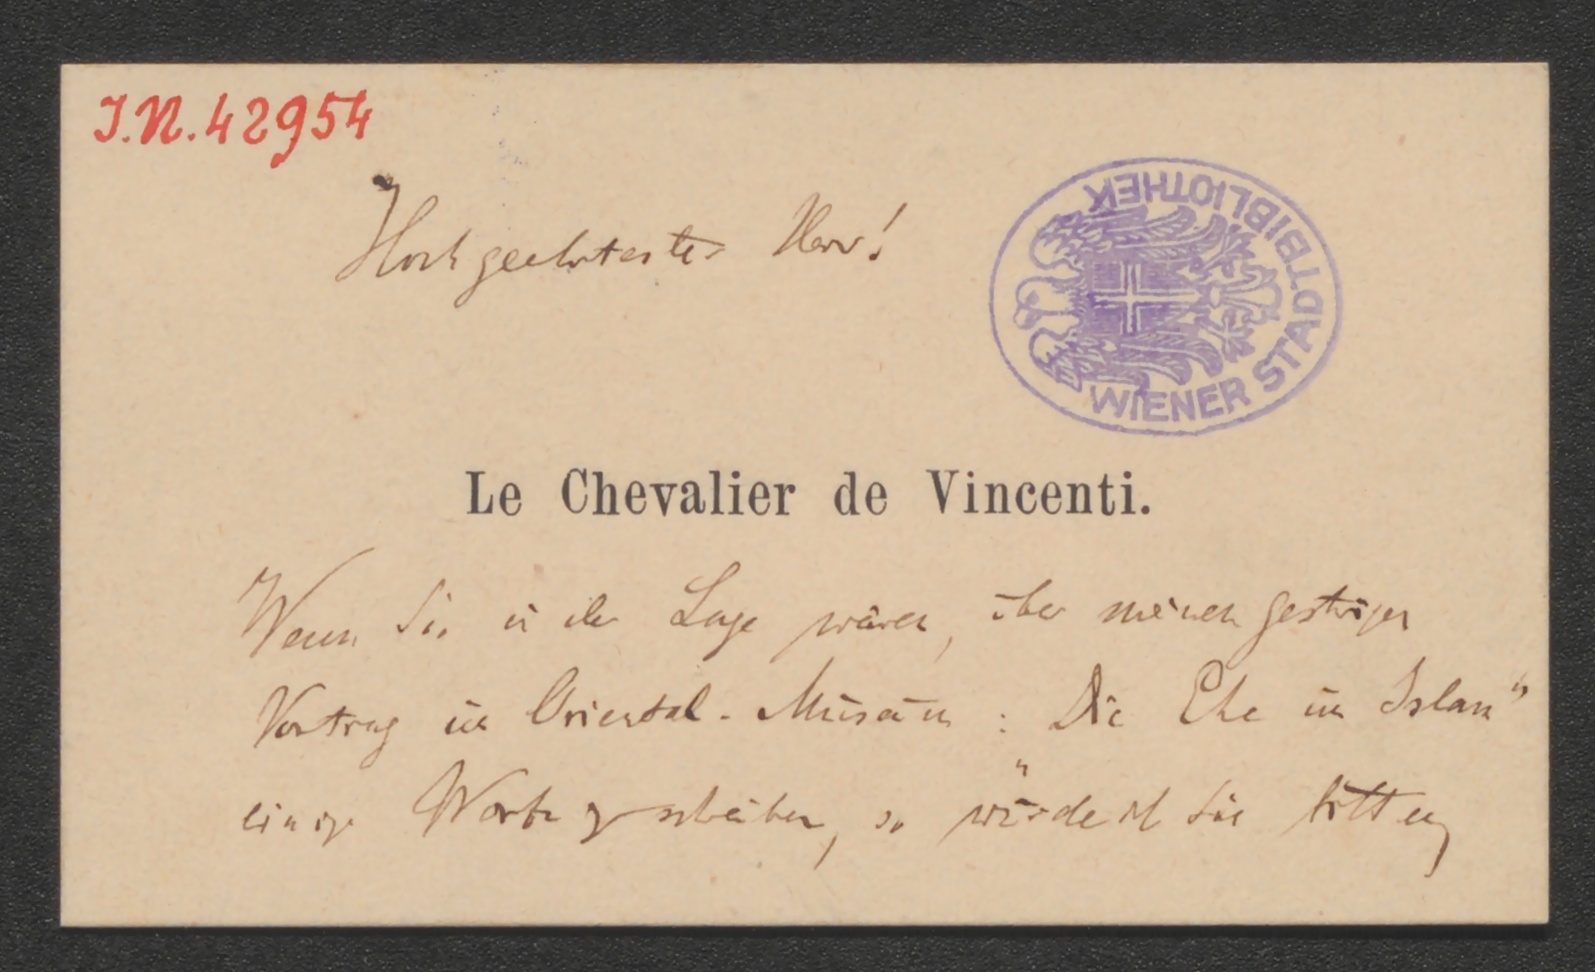 J.N. 42954
Hochgeehrtester Herr!
WIENER STADTBIBLIOTHEK
Le Chevalier de Vincenti.
Wenn Sie in der Lage wären, über meinen gestrigen
Vortrag im Oriental. Museum: „Die Ehe im Islam"
einige Worte zu schreiben, so würde ich Sie bitten,